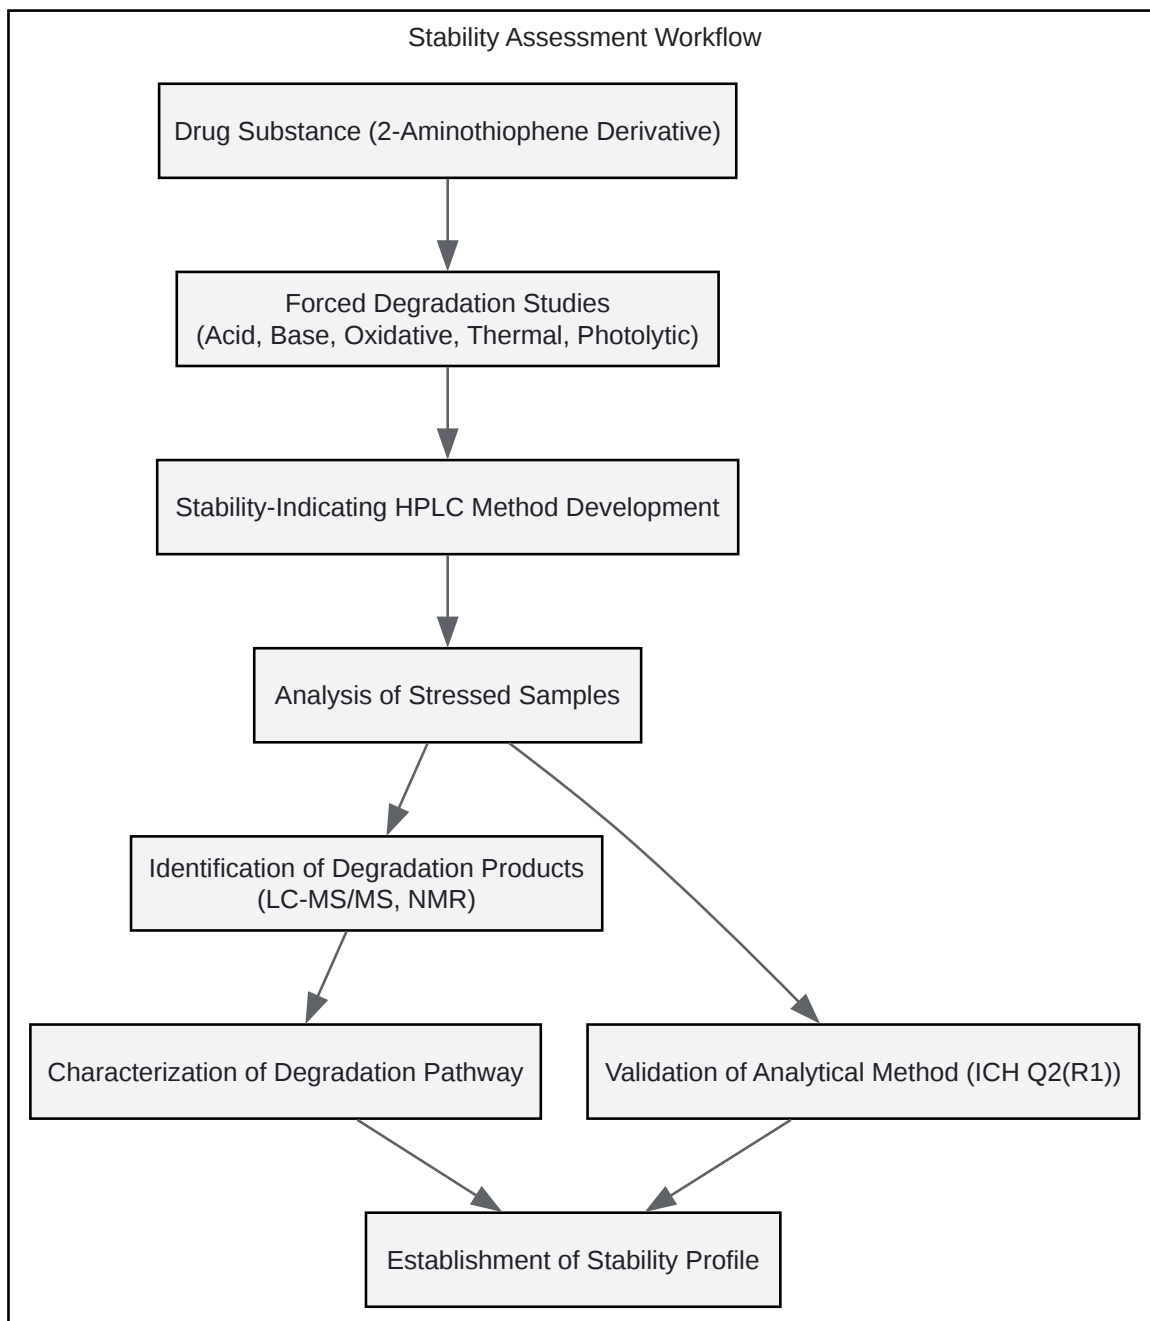 Stability Assessment Workflow
Drug Substance (2-Aminothiophene Derivative)
Forced Degradation Studies
(Acid, Base, Oxidative, Thermal, Photolytic)
Stability-Indicating HPLC Method Development
Analysis of Stressed Samples
Identification of Degradation Products
(LC-MS/MS, NMR)
Characterization of Degradation Pathway
Validation of Analytical Method (ICH Q2(R1))
Establishment of Stability Profile